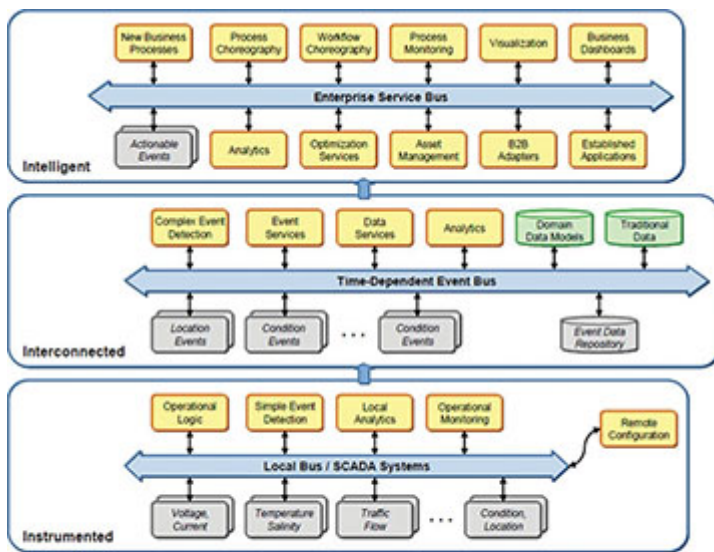 New Business
Processes
Process
Choreography
Workflow
Choreography
Process
Monitoring
Visualization
Business
Dashboards
Enterprise Service Bus
Actionable
Events
Analytics
Optimization
Services
Asset
Management
B2B
Adapters
Established
Applications
Intelligent
Complex Event
Detection
Event
Services
Data
Services
Analytics
Domain
Data Models
Traditional
Data
Time-Dependent Event Bus
Location
Events
Condition
Events
...
Condition
Events
Event Data
Repository
Interconnected
Operational
Logic
Simple Event
Detection
Local
Analytics
Operational
Monitoring
Remote
Configuration
Local Bus / SCADA Systems
Voltage,
Current
Temperature
Salinity
Traffic
Flow
...
Condition,
Location
Instrumented